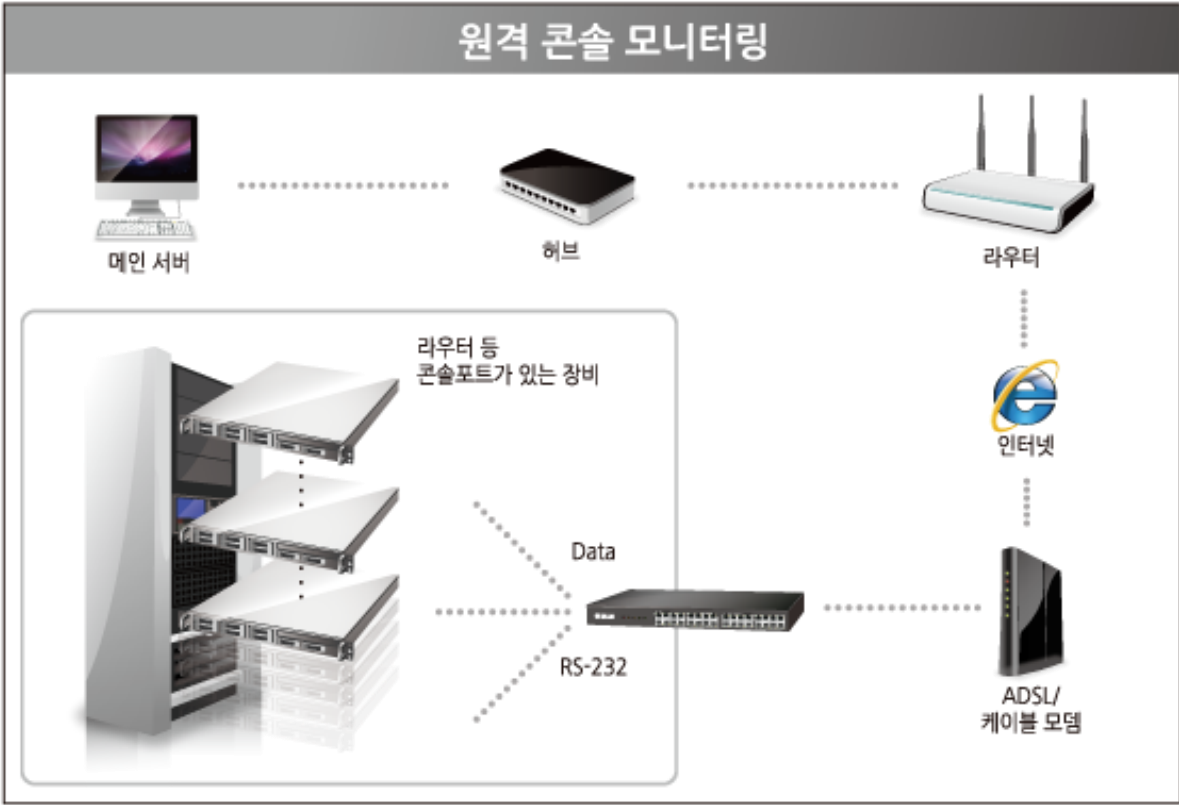 원격 콘솔 모니터링
메인 서버
허브
라우터
라우터 등
콘솔포트가 있는 장비
인터넷
Data
RS-232
ADSL/
케이블 모뎀